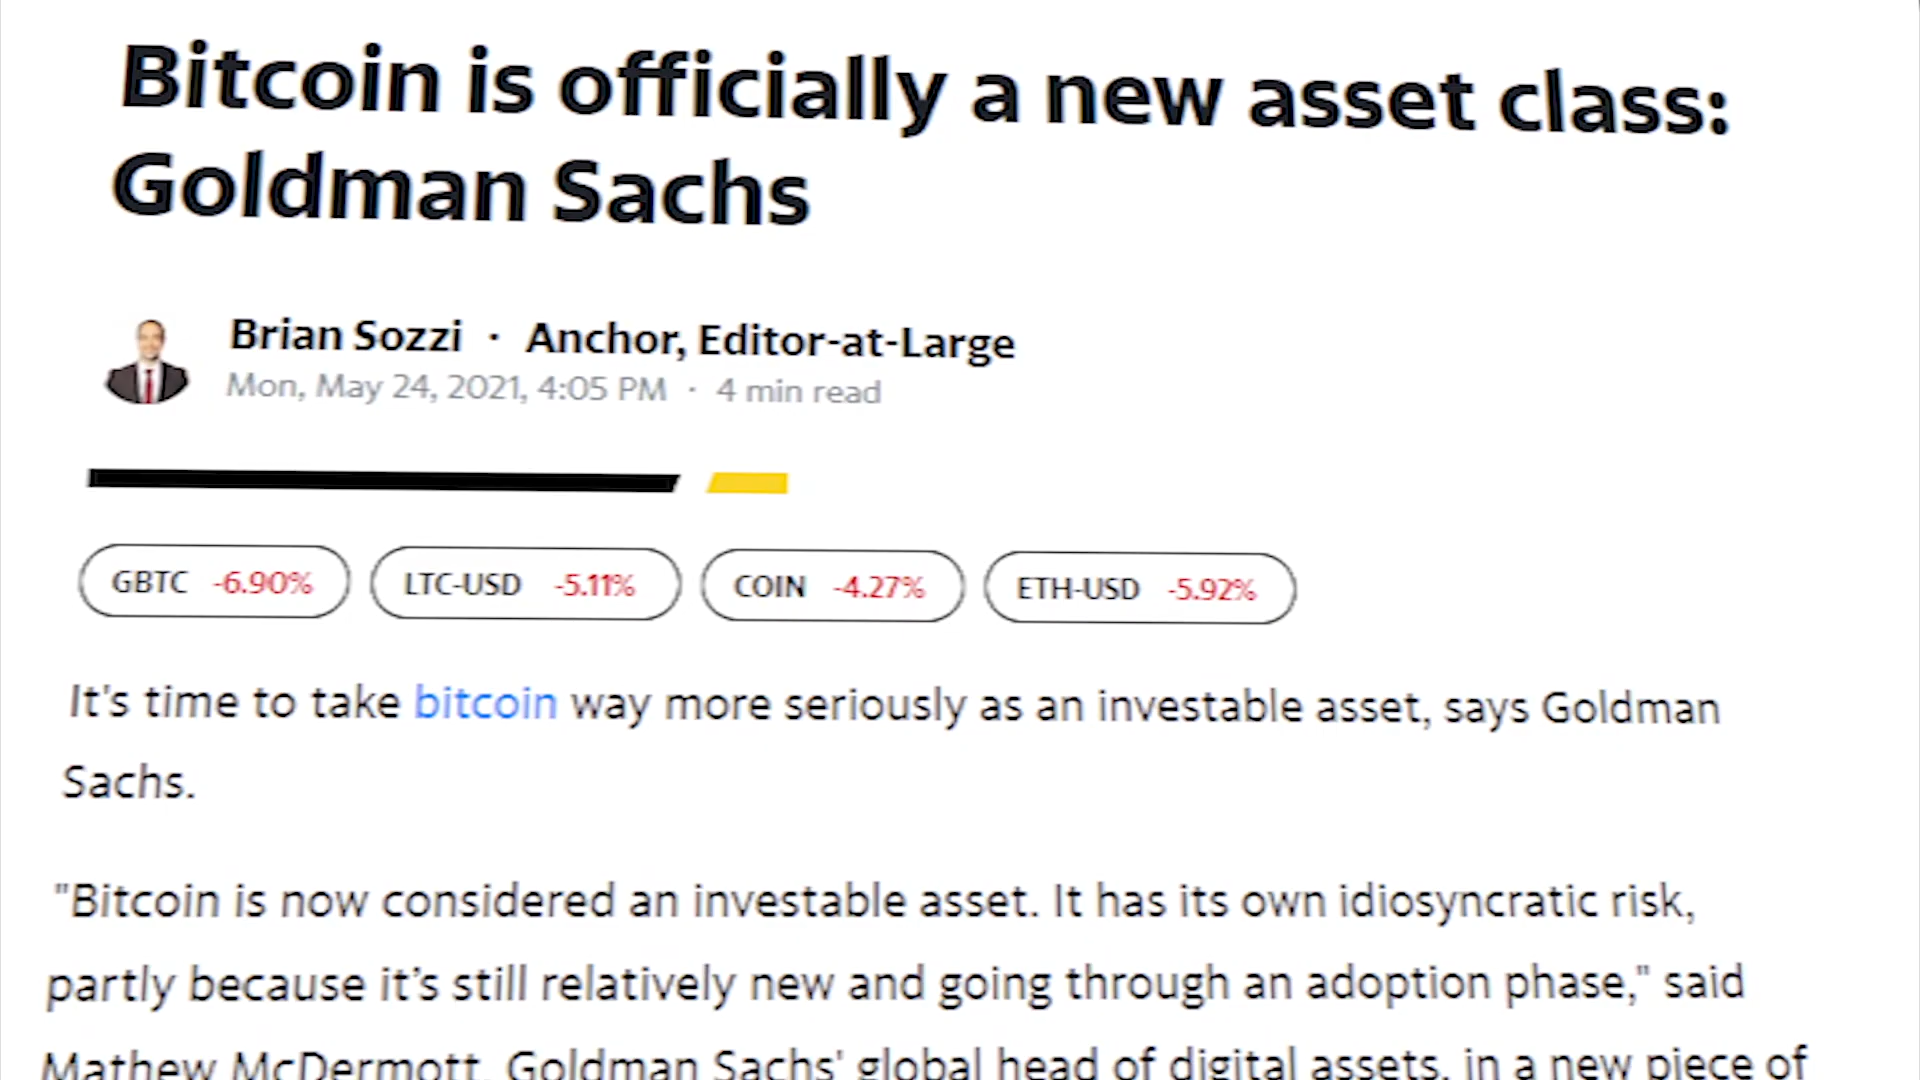 Bitcoin is officially a new asset class:
Goldman Sachs
Brian Sozzi · Anchor, Editor-at-Large
Mon, May 24, 2021, 4:05 PM · 4 min read
GBTC -6.90% LTC-USD -5.11% COIN -4.27% ETH-USD -5.92%
It's time to take bitcoin way more seriously as an investable asset, says Goldman
Sachs.
"Bitcoin is now considered an investable asset. It has its own idiosyncratic risk,
partly because it’s still relatively new and going through an adoption phase," said
Mathew McDermott, Goldman Sachs' global head of digital assets, in a new piece of